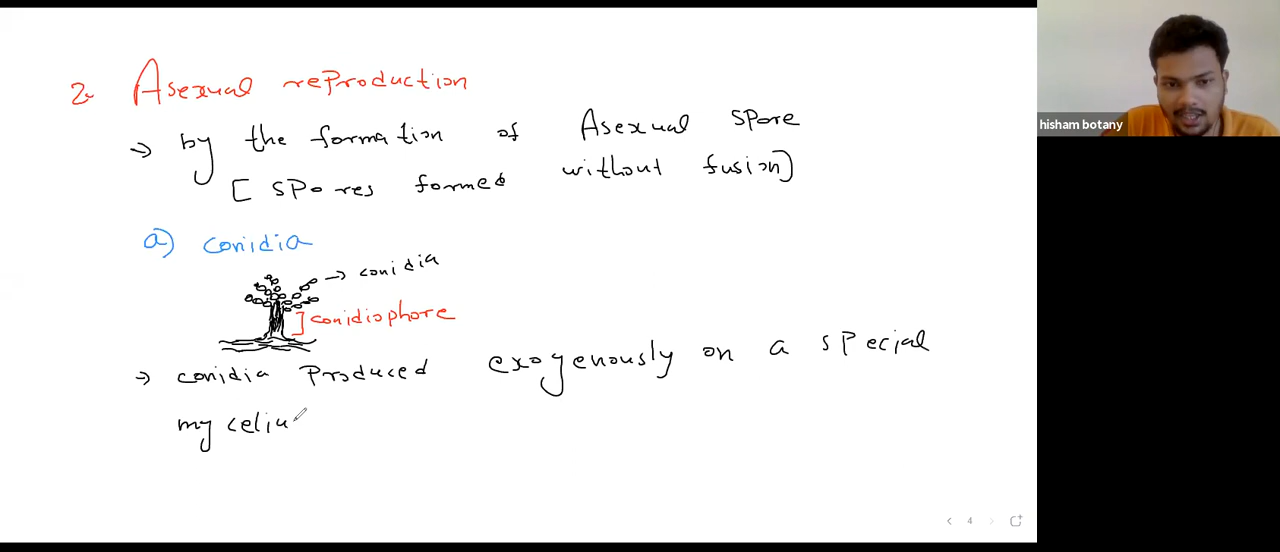 2. Asexual reproduction
→ by the formation of Asexual spore
[ spores formed without fusion]
a) conidia
→ conidia
conidiophore
→ conidia produced exogenously on a special
myceliu
hisham botany
4